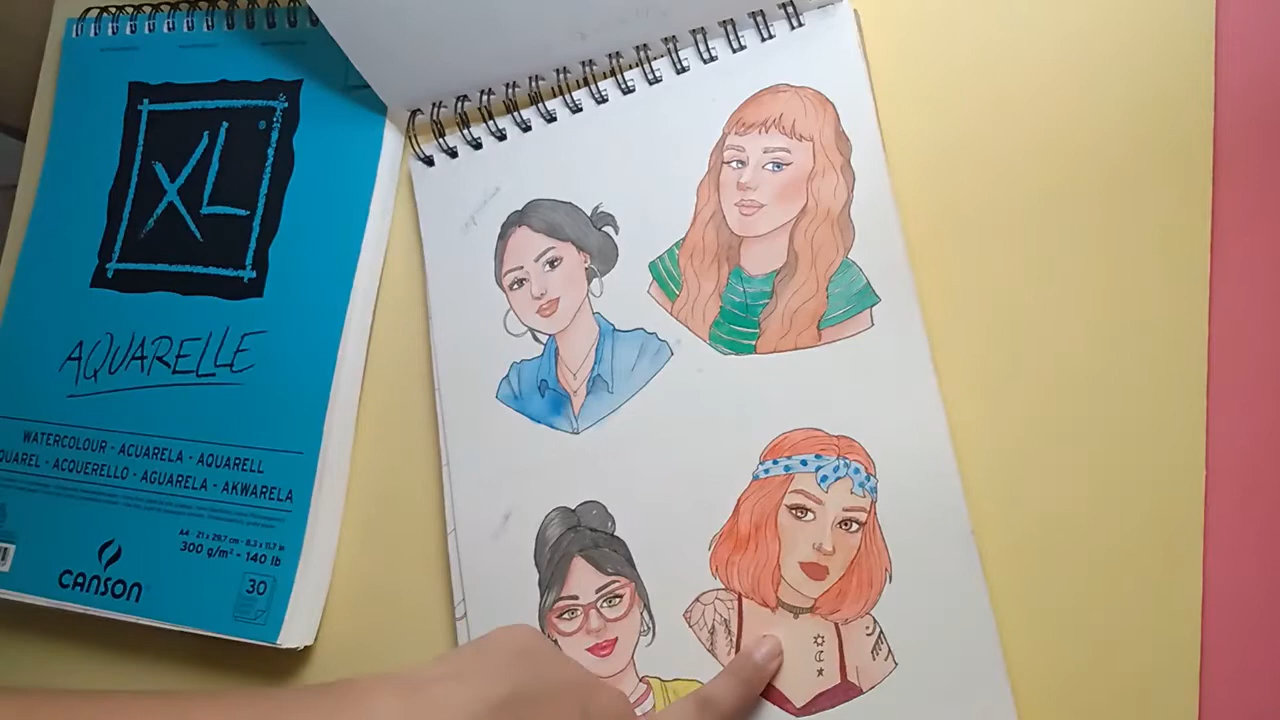 XL
AQUARELLE
WATERCOLOUR - ACUARELA - AQUARELL
QUAREL - ACQUERELLO - AGUARELA - AKWARELA
A4 - 21 x 29,7 cm - 8.3 x 11.7 in
300 g/m² - 140 lb
CANSON
30